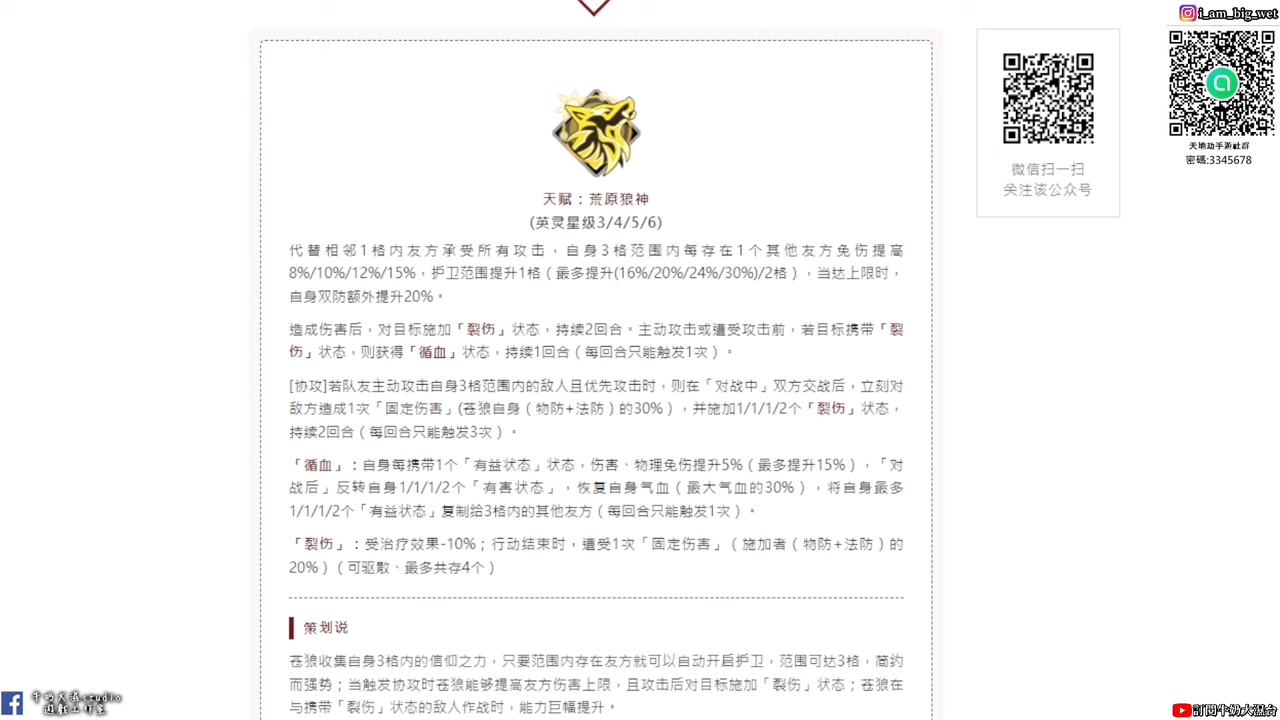 i_am_big_wet
天地劫手游社群
密碼:3345678
微信扫一扫
关注该公众号
天赋：荒原狼神
(英灵星级3/4/5/6)
代替相邻1格内友方承受所有攻击，自身3格范围内每存在1个其他友方免伤提高
8%/10%/12%/15%，护卫范围提升1格（最多提升(16%/20%/24%/30%)/2格），当达上限时，
自身双防额外提升20%。
造成伤害后，对目标施加「裂伤」状态，持续2回合。主动攻击或遭受攻击前，若目标携带「裂
伤」状态，则获得「循血」状态，持续1回合（每回合只能触发1次）。
[协攻]若队友主动攻击自身3格范围内的敌人且优先攻击时，则在「对战中」双方交战后，立刻对
敌方造成1次「固定伤害」(苍狼自身（物防+法防）的30%），并施加1/1/1/2个「裂伤」状态，
持续2回合（每回合只能触发3次）。
「循血」：自身每携带1个「有益状态」状态，伤害、物理免伤提升5%（最多提升15%），「对
战后」反转自身1/1/1/2个「有害状态」，恢复自身气血（最大气血的30%），将自身最多
1/1/1/2个「有益状态」复制给3格内的其他友方（每回合只能触发1次）。
「裂伤」：受治疗效果-10%；行动结束时，遭受1次「固定伤害」（施加者（物防+法防）的
20%）（可驱散、最多共存4个）
策划说
苍狼收集自身3格内的信仰之力，只要范围内存在友方就可以自动开启护卫，范围可达3格，简约
而强势；当触发协攻时苍狼能够提高友方伤害上限，且攻击后对目标施加「裂伤」状态；苍狼在
与携带「裂伤」状态的敌人作战时，能力巨幅提升。